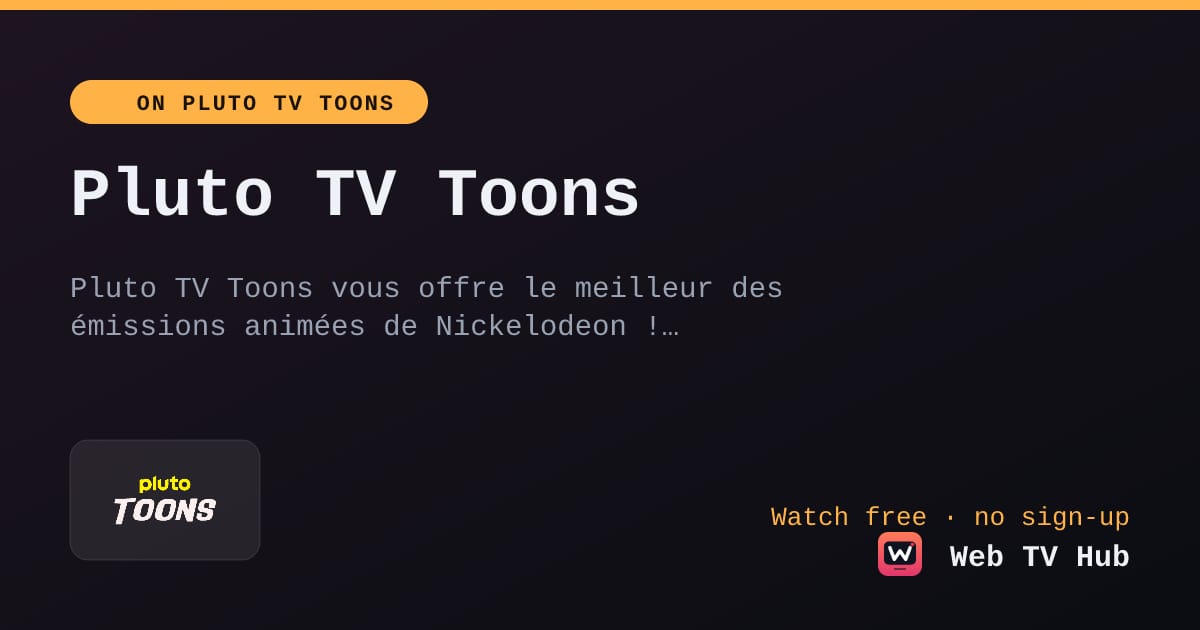 ON PLUTO TV TOONS
Pluto TV Toons
Pluto TV Toons vous offre le meilleur des
émissions animées de Nickelodeon !…
pluto
TOONS
Watch free · no sign-up
W
Web TV Hub